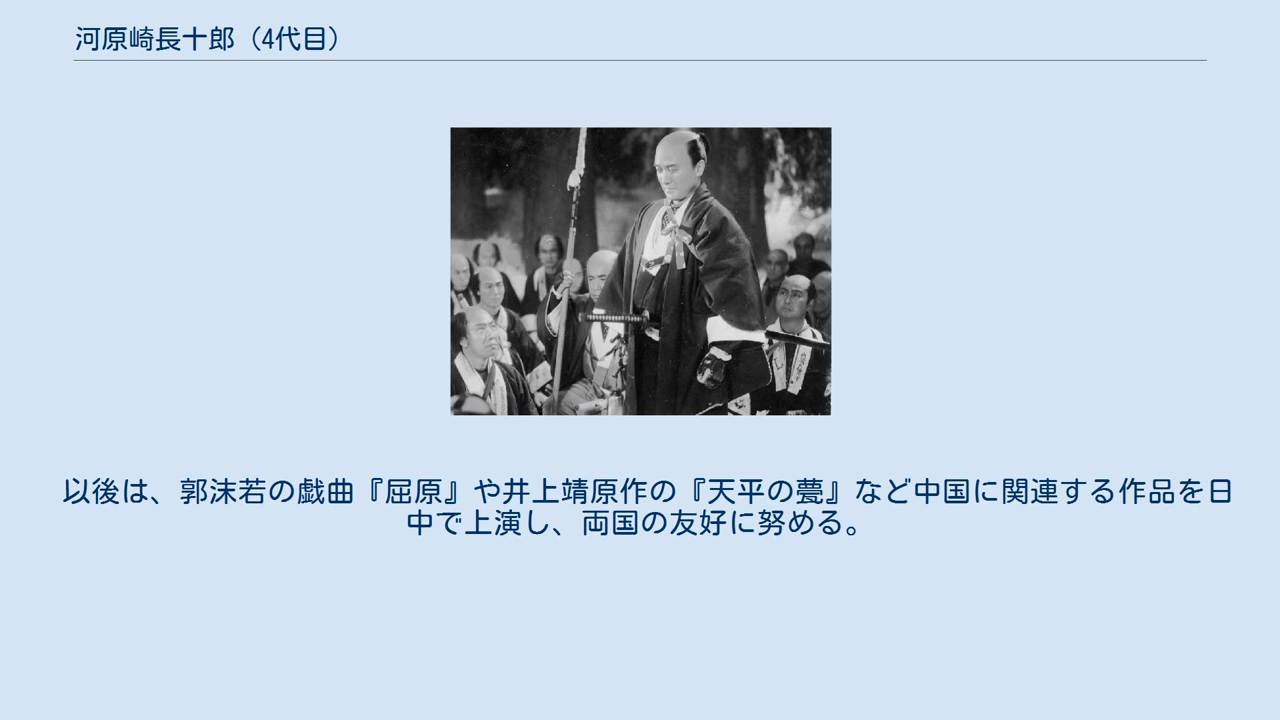 河原崎長十郎（4代目）
以後は、郭沫若の戯曲『屈原』や井上靖原作の『天平の甍』など中国に関連する作品を日
中で上演し、両国の友好に努める。